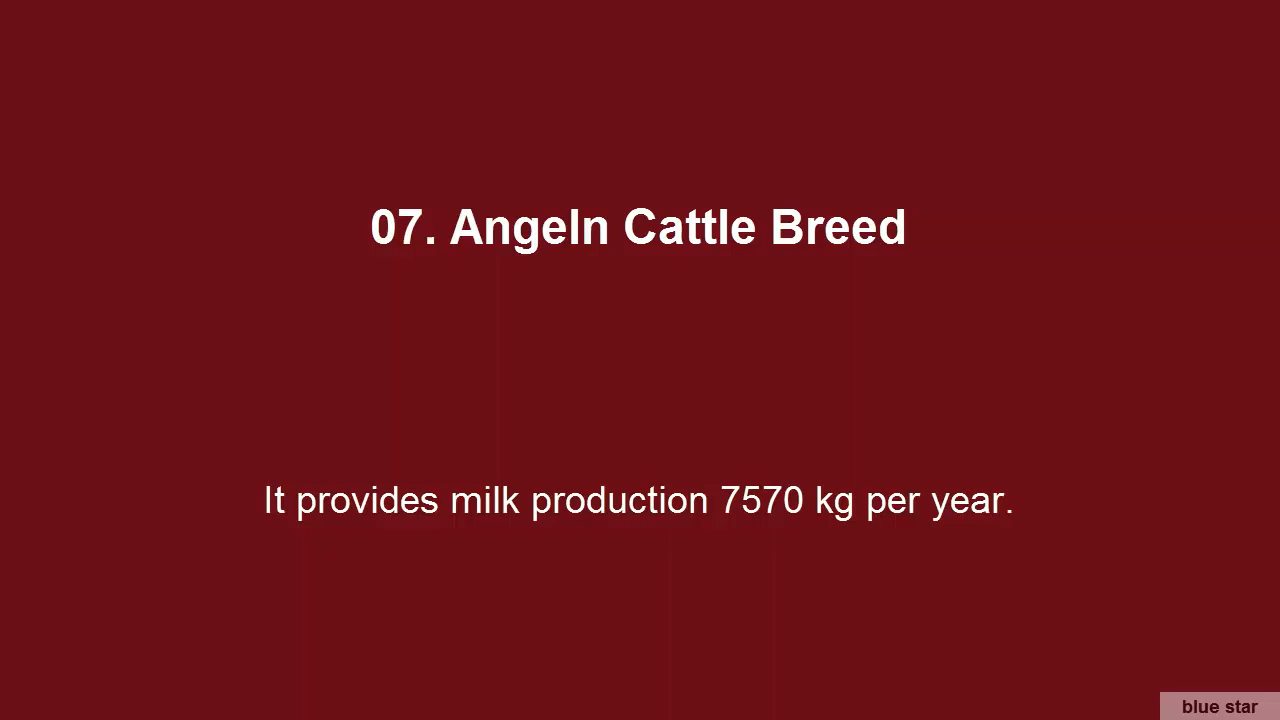 07. Angeln Cattle Breed
It provides milk production 7570 kg per year.
blue star